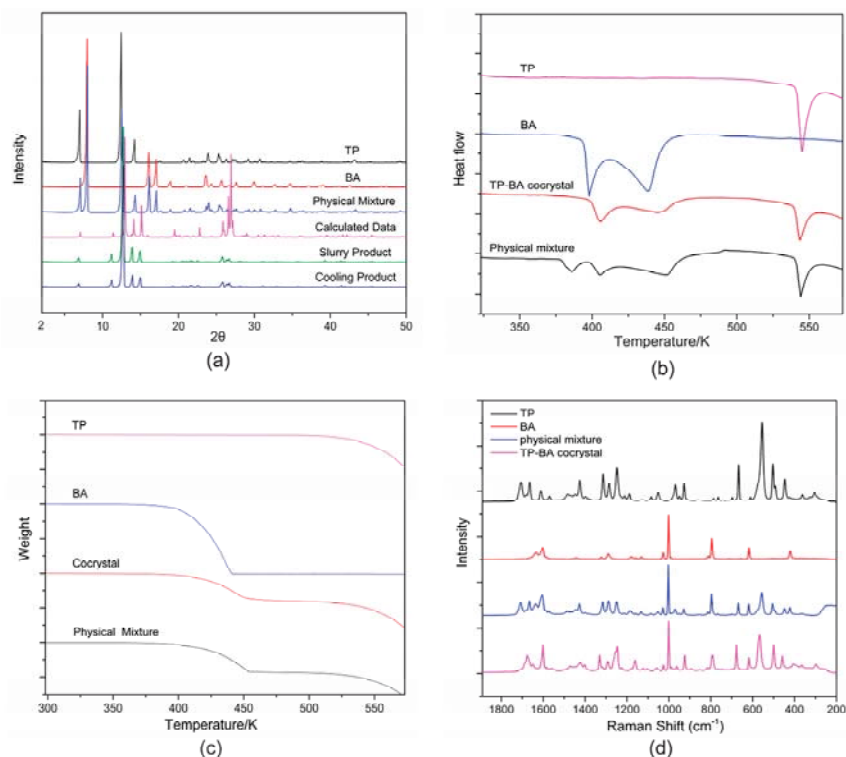 Intensity
TP
BA
Physical Mixture
Calculated Data
Slurry Product
Cooling Product
2 10 20 30 40 50
2θ
(a)
Heat flow
TP
BA
TP-BA cocrystal
Physical mixture
350 400 450 500 550
Temperature/K
(b)
Weight
TP
BA
Cocrystal
Physical Mixture
300 350 400 450 500 550
Temperature/K
(c)
Intensity
TP
BA
physical mixture
TP-BA cocrystal
1800 1600 1400 1200 1000 800 600 400 200
Raman Shift (cm⁻¹)
(d)